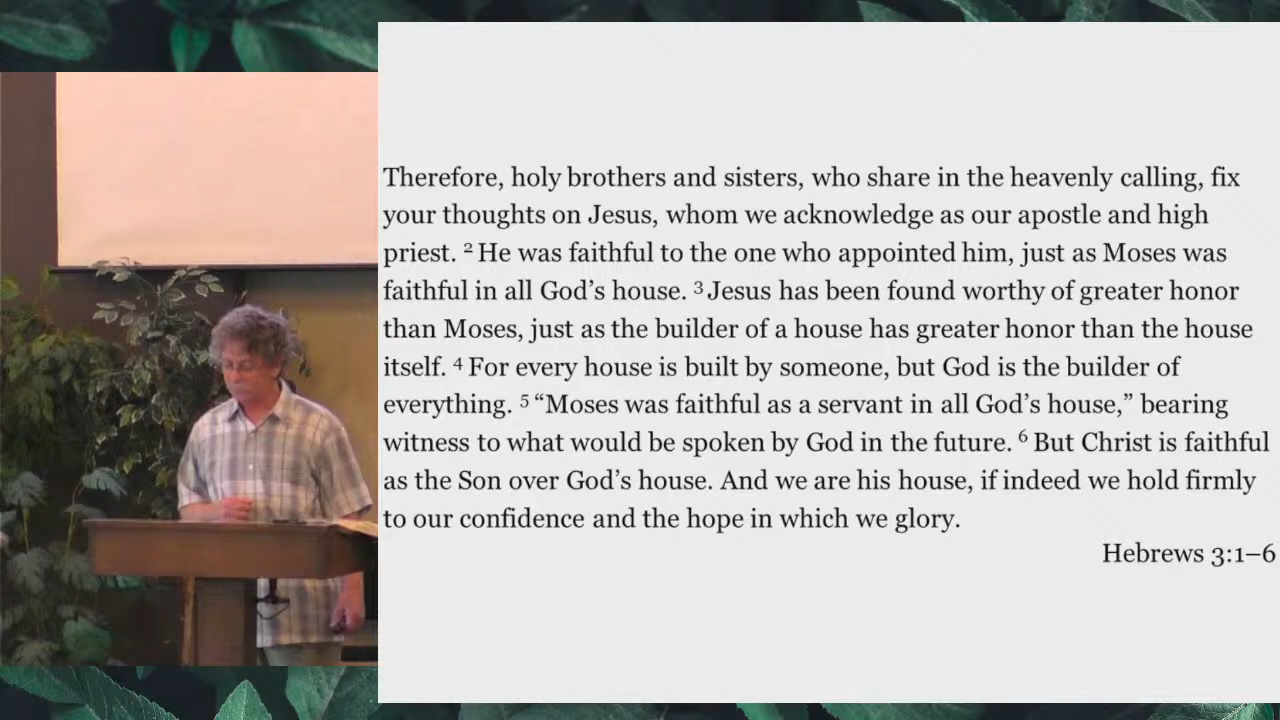 Therefore, holy brothers and sisters, who share in the heavenly calling, fix
your thoughts on Jesus, whom we acknowledge as our apostle and high
priest. ² He was faithful to the one who appointed him, just as Moses was
faithful in all God’s house. ³ Jesus has been found worthy of greater honor
than Moses, just as the builder of a house has greater honor than the house
itself. ⁴ For every house is built by someone, but God is the builder of
everything. ⁵ “Moses was faithful as a servant in all God’s house,” bearing
witness to what would be spoken by God in the future. ⁶ But Christ is faithful
as the Son over God’s house. And we are his house, if indeed we hold firmly
to our confidence and the hope in which we glory.
Hebrews 3:1–6